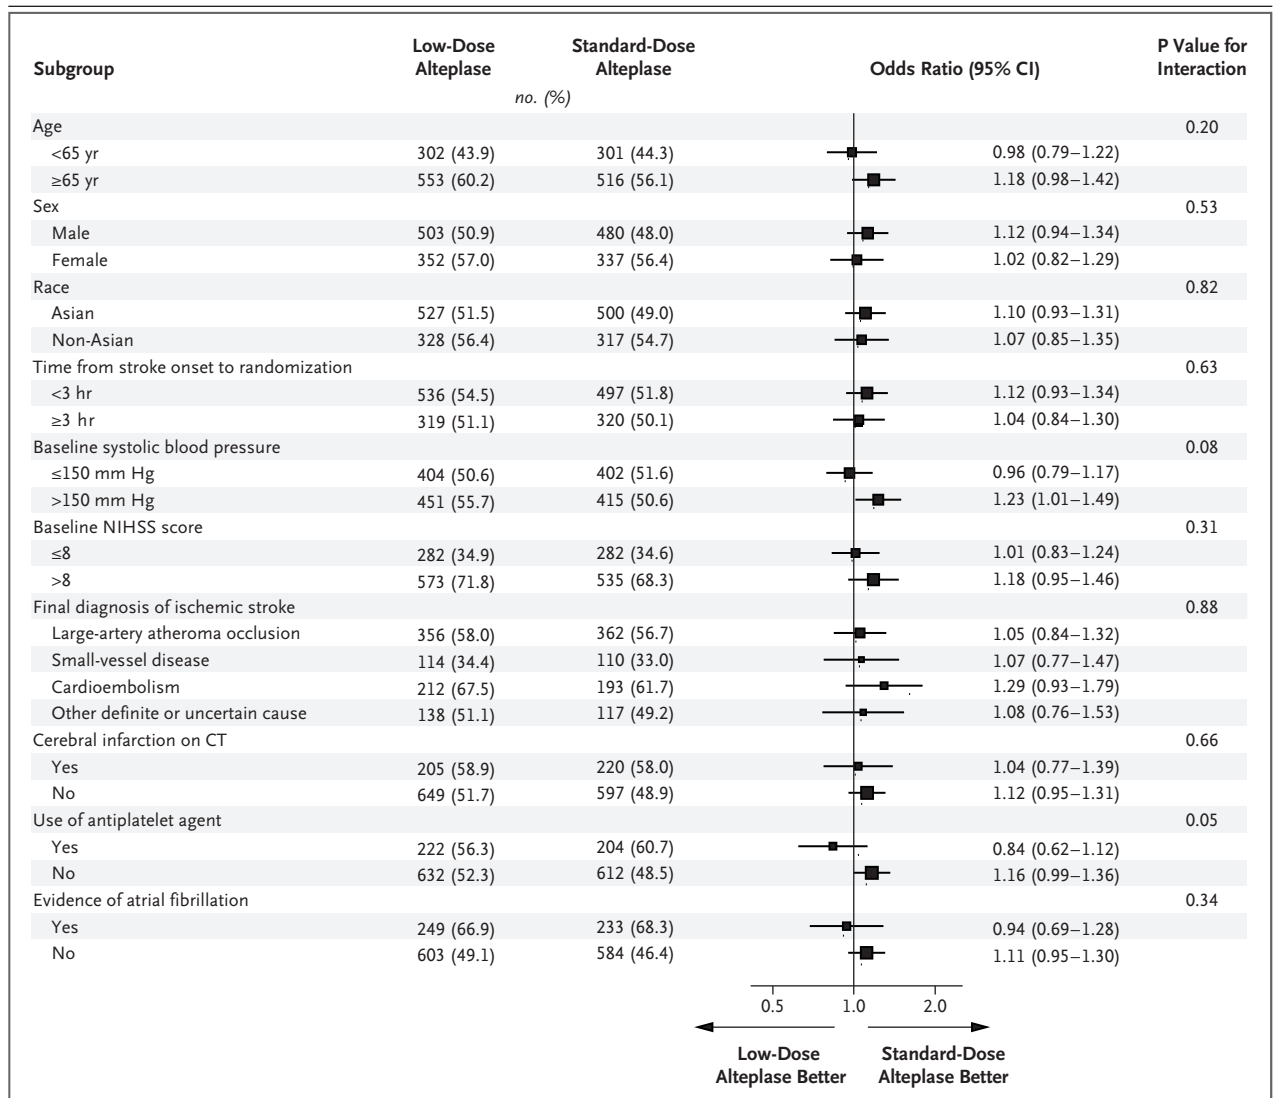 Subgroup Low-Dose Alteplase Standard-Dose Alteplase Odds Ratio (95% CI) P Value for Interaction
no. (%)
Age 0.20
<65 yr 302 (43.9) 301 (44.3) 0.98 (0.79–1.22)
≥65 yr 553 (60.2) 516 (56.1) 1.18 (0.98–1.42)
Sex 0.53
Male 503 (50.9) 480 (48.0) 1.12 (0.94–1.34)
Female 352 (57.0) 337 (56.4) 1.02 (0.82–1.29)
Race 0.82
Asian 527 (51.5) 500 (49.0) 1.10 (0.93–1.31)
Non-Asian 328 (56.4) 317 (54.7) 1.07 (0.85–1.35)
Time from stroke onset to randomization 0.63
<3 hr 536 (54.5) 497 (51.8) 1.12 (0.93–1.34)
≥3 hr 319 (51.1) 320 (50.1) 1.04 (0.84–1.30)
Baseline systolic blood pressure 0.08
≤150 mm Hg 404 (50.6) 402 (51.6) 0.96 (0.79–1.17)
>150 mm Hg 451 (55.7) 415 (50.6) 1.23 (1.01–1.49)
Baseline NIHSS score 0.31
≤8 282 (34.9) 282 (34.6) 1.01 (0.83–1.24)
>8 573 (71.8) 535 (68.3) 1.18 (0.95–1.46)
Final diagnosis of ischemic stroke 0.88
Large-artery atheroma occlusion 356 (58.0) 362 (56.7) 1.05 (0.84–1.32)
Small-vessel disease 114 (34.4) 110 (33.0) 1.07 (0.77–1.47)
Cardioembolism 212 (67.5) 193 (61.7) 1.29 (0.93–1.79)
Other definite or uncertain cause 138 (51.1) 117 (49.2) 1.08 (0.76–1.53)
Cerebral infarction on CT 0.66
Yes 205 (58.9) 220 (58.0) 1.04 (0.77–1.39)
No 649 (51.7) 597 (48.9) 1.12 (0.95–1.31)
Use of antiplatelet agent 0.05
Yes 222 (56.3) 204 (60.7) 0.84 (0.62–1.12)
No 632 (52.3) 612 (48.5) 1.16 (0.99–1.36)
Evidence of atrial fibrillation 0.34
Yes 249 (66.9) 233 (68.3) 0.94 (0.69–1.28)
No 603 (49.1) 584 (46.4) 1.11 (0.95–1.30)
0.5 1.0 2.0
Low-Dose Standard-Dose
Alteplase Better Alteplase Better